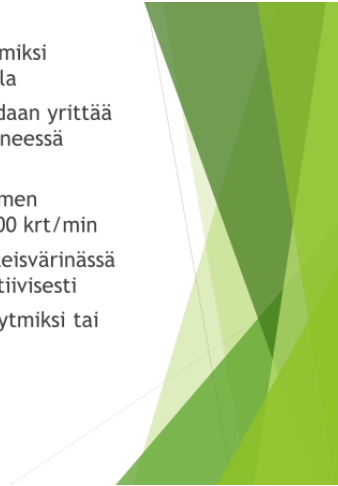 miksi
la
daan yrittää
neessä
men
00 krt/min
eisvärinässä
tiivisesti
ytmiksi tai